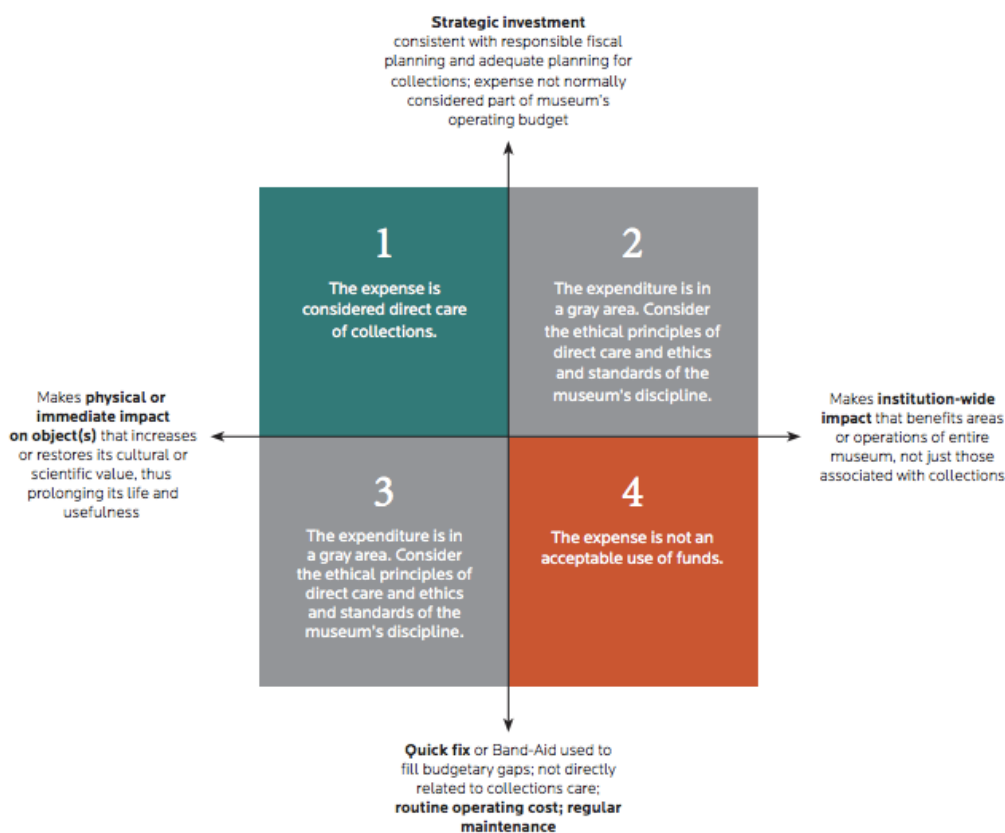 Strategic investment
consistent with responsible fiscal
planning and adequate planning for
collections; expense not normally
considered part of museum's
operating budget
1
The expense is
considered direct care
of collections.
2
The expenditure is in
a gray area. Consider
the ethical principles of
direct care and ethics
and standards of the
museum's discipline.
Makes physical or
immediate impact
on object(s) that increases
or restores its cultural or
scientific value, thus
prolonging its life and
usefulness
Makes institution-wide
impact that benefits areas
or operations of entire
museum, not just those
associated with collections
3
The expenditure is in
a gray area. Consider
the ethical principles of
direct care and ethics
and standards of the
museum's discipline.
4
The expense is not an
acceptable use of funds.
Quick fix or Band-Aid used to
fill budgetary gaps; not directly
related to collections care;
routine operating cost; regular
maintenance